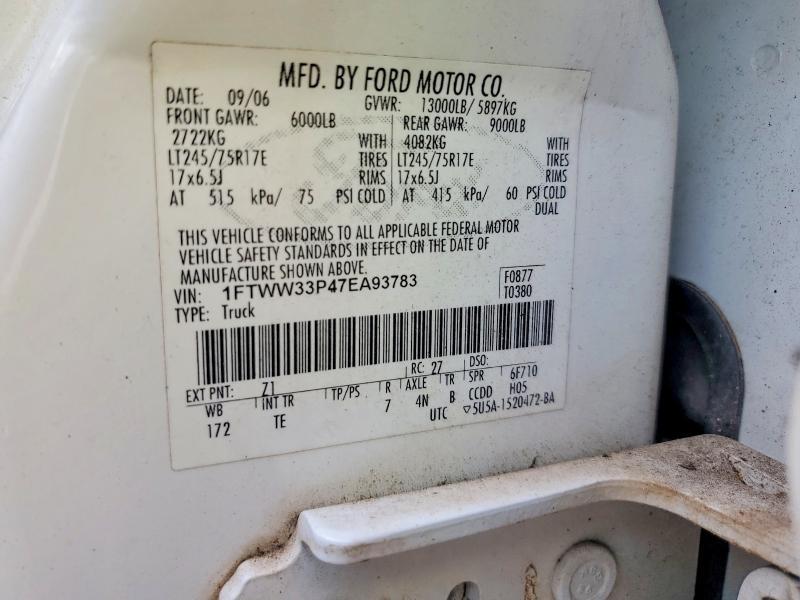 MFD. BY FORD MOTOR CO.
DATE: 09/06 GVWR: 13000LB/ 5897KG
FRONT GAWR: 6000LB REAR GAWR: 9000LB
2722KG WITH 4082KG WITH
LT245/75R17E TIRES LT245/75R17E TIRES
17x6.5J RIMS 17x6.5J RIMS
AT 515 kPa/ 75 PSI COLD AT 415 kPa/ 60 PSI COLD
DUAL
THIS VEHICLE CONFORMS TO ALL APPLICABLE FEDERAL MOTOR
VEHICLE SAFETY STANDARDS IN EFFECT ON THE DATE OF
MANUFACTURE SHOWN ABOVE.
VIN: 1FTWW33P47EA93783 F0877
TYPE: Truck T0380
RC: 27 DSO:
EXT PNT: Z1
WB INT TR TP/PS R AXLE TR SPR 6F710
172 TE 7 4N B CCDD H05
UTC ▽5U5A-1520472-BA